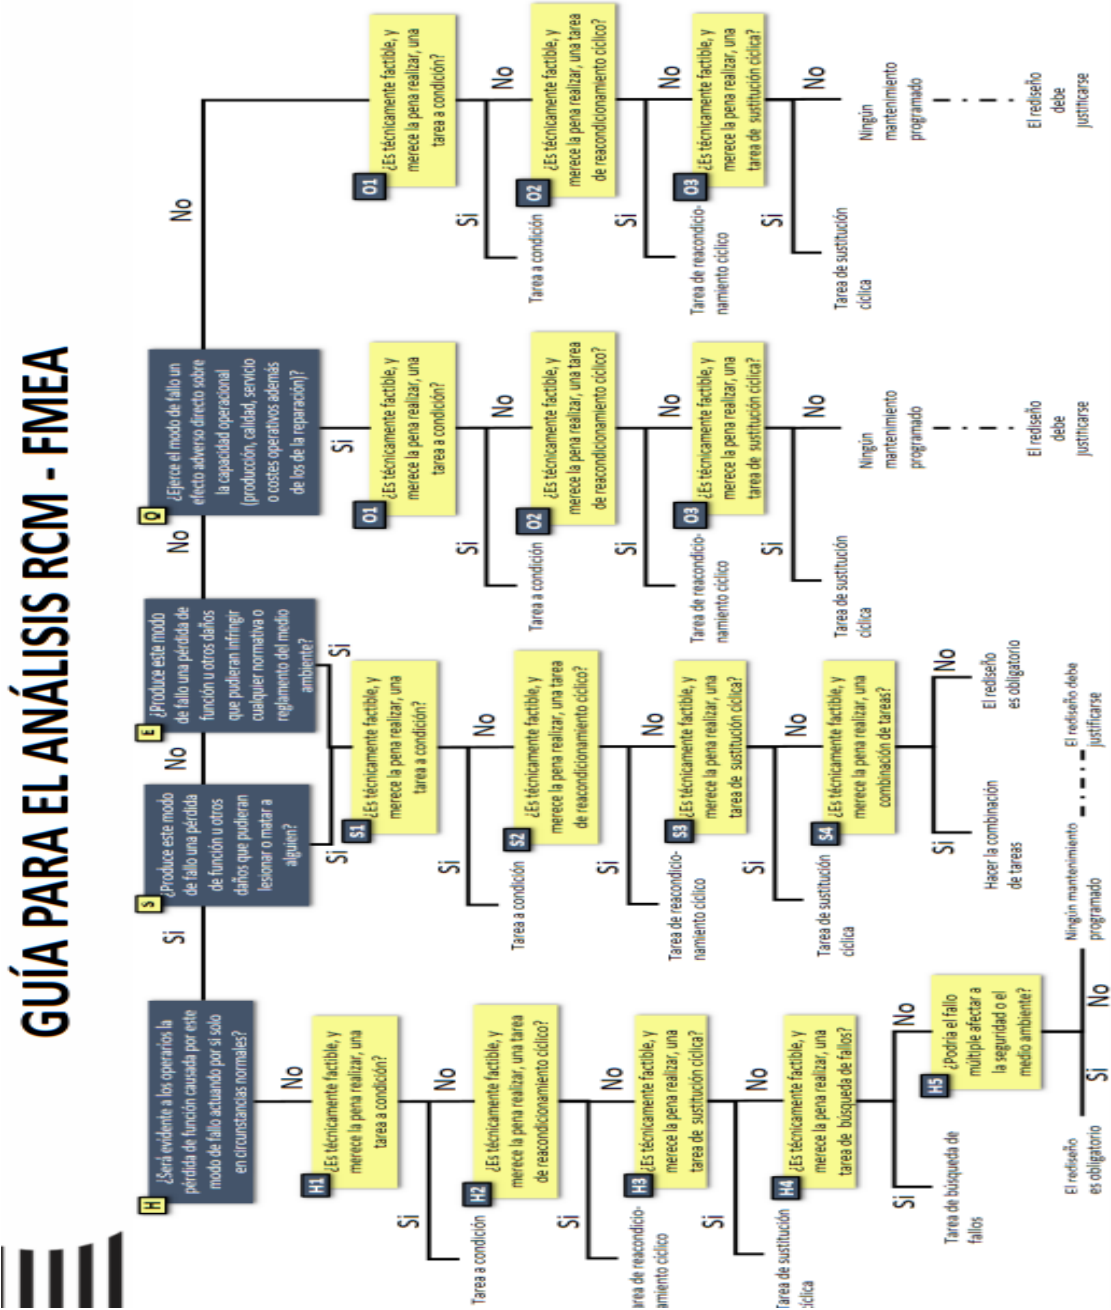 GUÍA PARA EL ANÁLISIS RCM - FMEA
H
¿Será evidente a los operarios la
pérdida de función causada por este
modo de fallo actuando por si solo
en circunstancias normales?
Si
S
¿Produce este modo
de fallo una pérdida
de función u otros
daños que pudieran
lesionar o matar a
alguien?
No
E
¿Produce este modo
de fallo una pérdida de
función u otros daños
que pudieran infringir
cualquier normativa o
reglamento del medio
ambiente?
No
O
¿Ejerce el modo de fallo un
efecto adverso directo sobre
la capacidad operacional
(producción, calidad, servicio
o costes operativos además
de los de la reparación)?
No
No
H1
¿Es técnicamente factible, y
merece la pena realizar, una
tarea a condición?
Si
No
Tarea a condición
H2
¿Es técnicamente factible, y
merece la pena realizar, una tarea
de reacondicionamiento cíclico?
Si
No
area de reacondicio-
amiento cíclico
H3
¿Es técnicamente factible, y
merece la pena realizar, una
tarea de sustitución cíclica?
Si
No
Tarea de sustitución
cíclica
H4
¿Es técnicamente factible, y
merece la pena realizar, una
tarea de búsqueda de fallos?
Si
No
Tarea de búsqueda de
fallos
H5
¿Podría el fallo
múltiple afectar a
la seguridad o el
medio ambiente?
Si
No
El rediseño
es obligatorio
Ningún mantenimiento
programado
El rediseño debe
justificarse
Si
Si
S1
¿Es técnicamente factible, y
merece la pena realizar, una
tarea a condición?
Si
No
Tarea a condición
S2
¿Es técnicamente factible, y
merece la pena realizar, una tarea
de reacondicionamiento cíclico?
Si
No
Tarea de reacondicio-
namiento cíclico
S3
¿Es técnicamente factible, y
merece la pena realizar, una
tarea de sustitución cíclica?
Si
No
Tarea de sustitución
cíclica
S4
¿Es técnicamente factible, y
merece la pena realizar, una
combinación de tareas?
Si
No
Hacer la combinación
de tareas
El rediseño
es obligatorio
Si
O1
¿Es técnicamente factible, y
merece la pena realizar, una
tarea a condición?
Si
No
Tarea a condición
O2
¿Es técnicamente factible, y
merece la pena realizar, una tarea
de reacondicionamiento cíclico?
Si
No
Tarea de reacondicio-
namiento cíclico
O3
¿Es técnicamente factible, y
merece la pena realizar, una
tarea de sustitución cíclica?
Si
No
Tarea de sustitución
cíclica
Ningún
mantenimiento
programado
El rediseño
debe
justificarse
O1
¿Es técnicamente factible, y
merece la pena realizar, una
tarea a condición?
Si
No
Tarea a condición
O2
¿Es técnicamente factible, y
merece la pena realizar, una tarea
de reacondicionamiento cíclico?
Si
No
Tarea de reacondicio-
namiento cíclico
O3
¿Es técnicamente factible, y
merece la pena realizar, una
tarea de sustitución cíclica?
Si
No
Tarea de sustitución
cíclica
Ningún
mantenimiento
programado
El rediseño
debe
justificarse